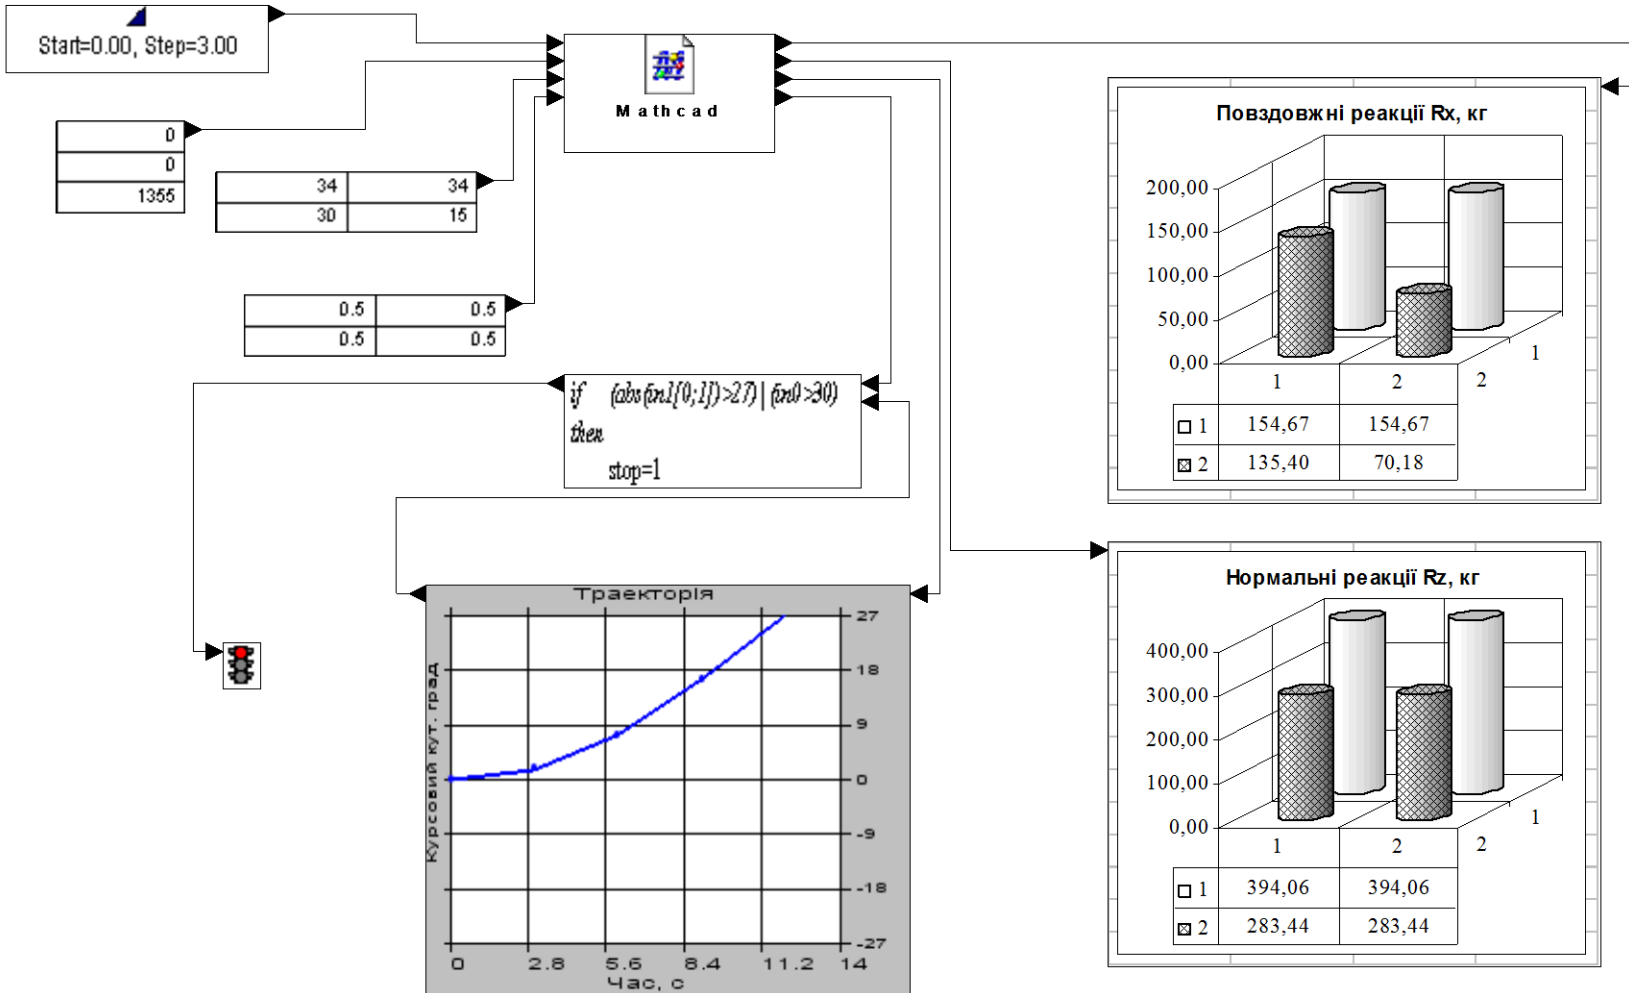 Start=0.00, Step=3.00
Mathcad
0
0
1355
34 34
30 15
0.5 0.5
0.5 0.5
if (abs(in1[0;1])>27) | (in0>30)
then
stop=1
Траекторія
Курсовий кут. град
27
18
9
0
-9
-18
-27
0 2.8 5.6 8.4 11.2 14
Час, с
Повздовжні реакції Rx, кг
200,00
150,00
100,00
50,00
0,00
1 2
2 1
1 154,67 154,67
2 135,40 70,18
Нормальні реакції Rz, кг
400,00
300,00
200,00
100,00
0,00
1 2
2 1
1 394,06 394,06
2 283,44 283,44